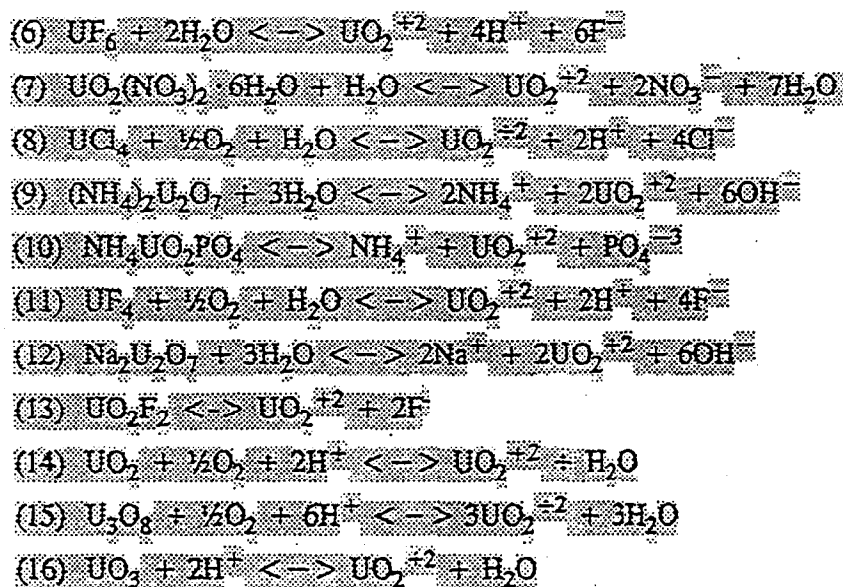 (6) UF₆ + 2H₂O <—> UO₂⁺² + 4H⁺ + 6F⁻
(7) UO₂(NO₃)₂ ·6H₂O + H₂O <—> UO₂⁺² + 2NO₃⁻ + 7H₂O
(8) UCl₄ + ½O₂ + H₂O <—> UO₂⁺² + 2H⁺ + 4Cl⁻
(9) (NH₄)₂U₂O₇ + 3H₂O <—> 2NH₄⁺ + 2UO₂⁺² + 6OH⁻
(10) NH₄UO₂PO₄ <—> NH₄⁺ + UO₂⁺² + PO₄⁻³
(11) UF₄ + ½O₂ + H₂O <—> UO₂⁺² + 2H⁺ + 4F⁻
(12) Na₂U₂O₇ + 3H₂O <—> 2Na⁺ + 2UO₂⁺² + 6OH⁻
(13) UO₂F₂ <-> UO₂⁺² + 2F⁻
(14) UO₂ + ½O₂ + 2H⁺ <—> UO₂⁺² + H₂O
(15) U₃O₈ + ½O₂ + 6H⁺ <—> 3UO₂⁺² + 3H₂O
(16) UO₃ + 2H⁺ <—> UO₂⁺² + H₂O